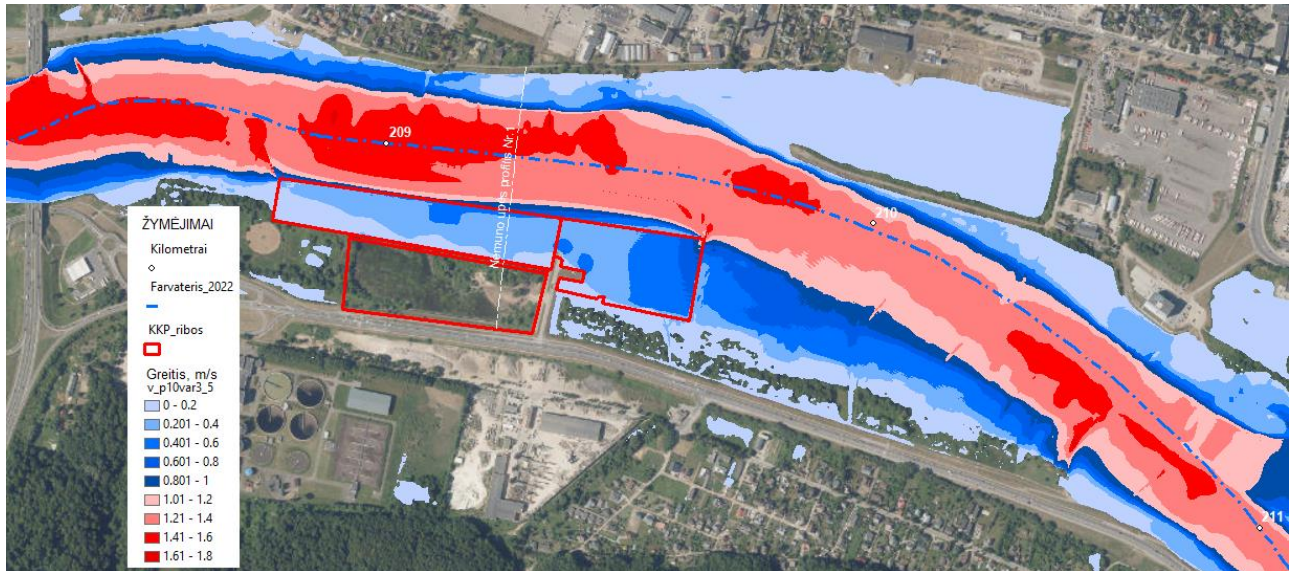 209
Nemuno upės profilis Nr.1
210
211
ŽYMĖJIMAI
Kilometrai
Farvateris_2022
KKP_ribos
Greitis, m/s
v_p10var3_5
0 - 0.2
0.201 - 0.4
0.401 - 0.6
0.601 - 0.8
0.801 - 1
1.01 - 1.2
1.21 - 1.4
1.41 - 1.6
1.61 - 1.8